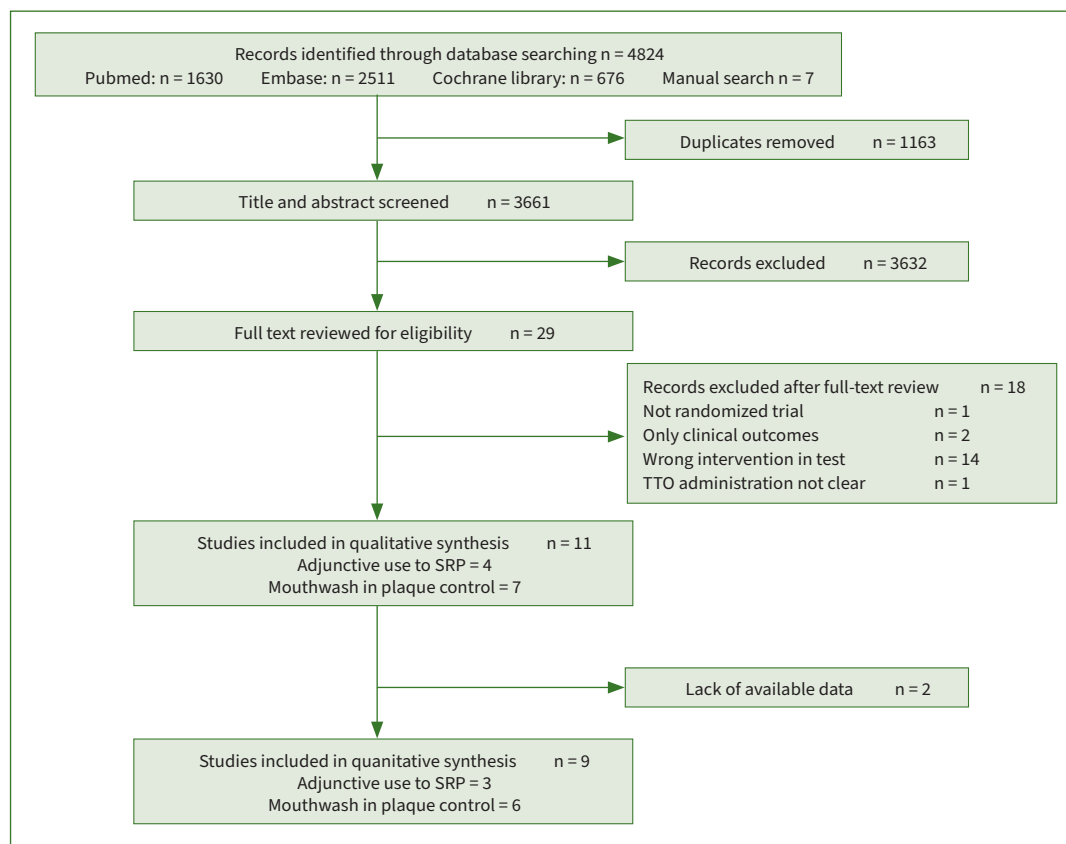 Records identified through database searching n = 4824
Pubmed: n = 1630 Embase: n = 2511 Cochrane library: n = 676 Manual search n = 7
Duplicates removed n = 1163
Title and abstract screened n = 3661
Records excluded n = 3632
Full text reviewed for eligibility n = 29
Records excluded after full-text review n = 18
Not randomized trial n = 1
Only clinical outcomes n = 2
Wrong intervention in test n = 14
TTO administration not clear n = 1
Studies included in qualitative synthesis n = 11
Adjunctive use to SRP = 4
Mouthwash in plaque control = 7
Lack of available data n = 2
Studies included in quanitative synthesis n = 9
Adjunctive use to SRP = 3
Mouthwash in plaque control = 6